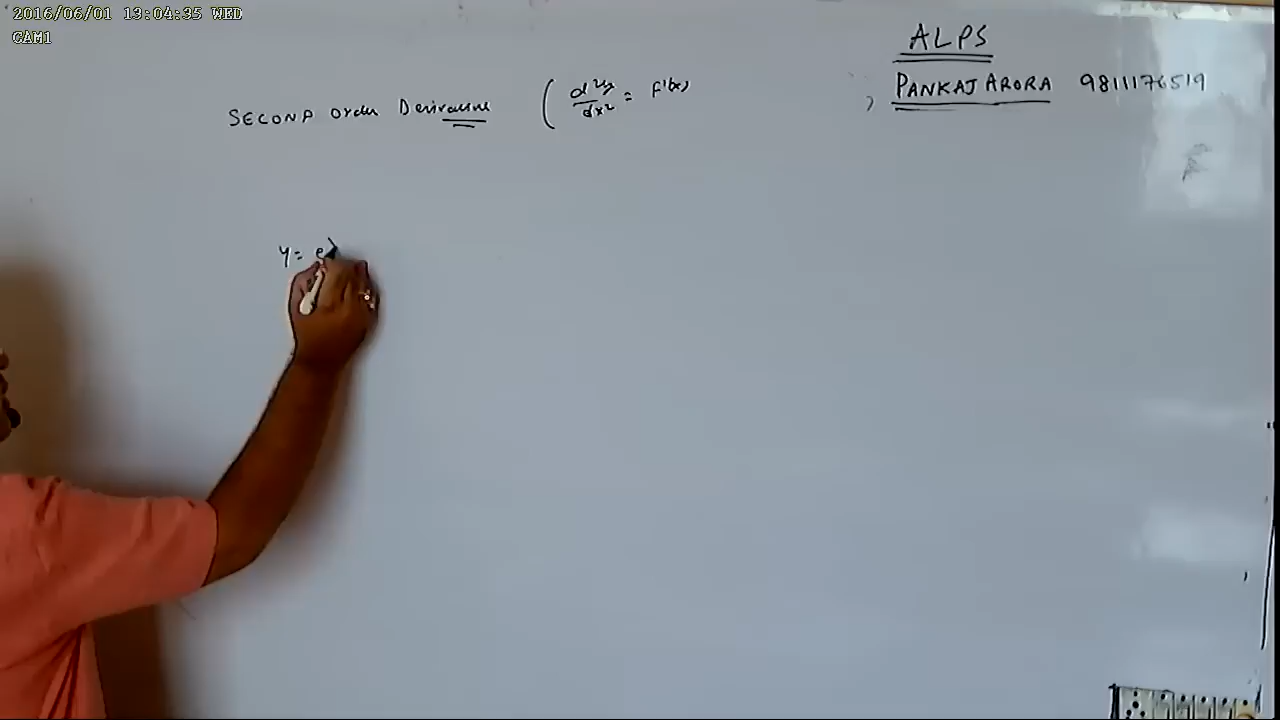 2016/06/01 13:04:35 WED
CAM1
ALPS
PANKAJ ARORA 9811176519
SECOND Order Derivative ( d²y/dx² = f'(x)
y = e